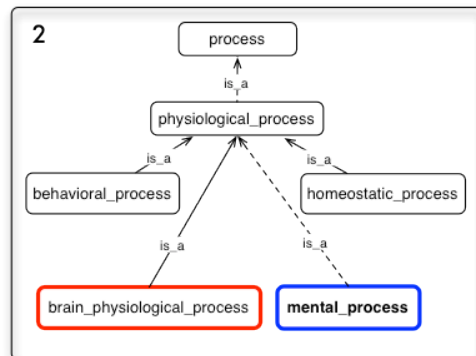 2
process
is_a
physiological_process
is_a
is_a
behavioral_process
homeostatic_process
is_a
is_a
brain_physiological_process
mental_process